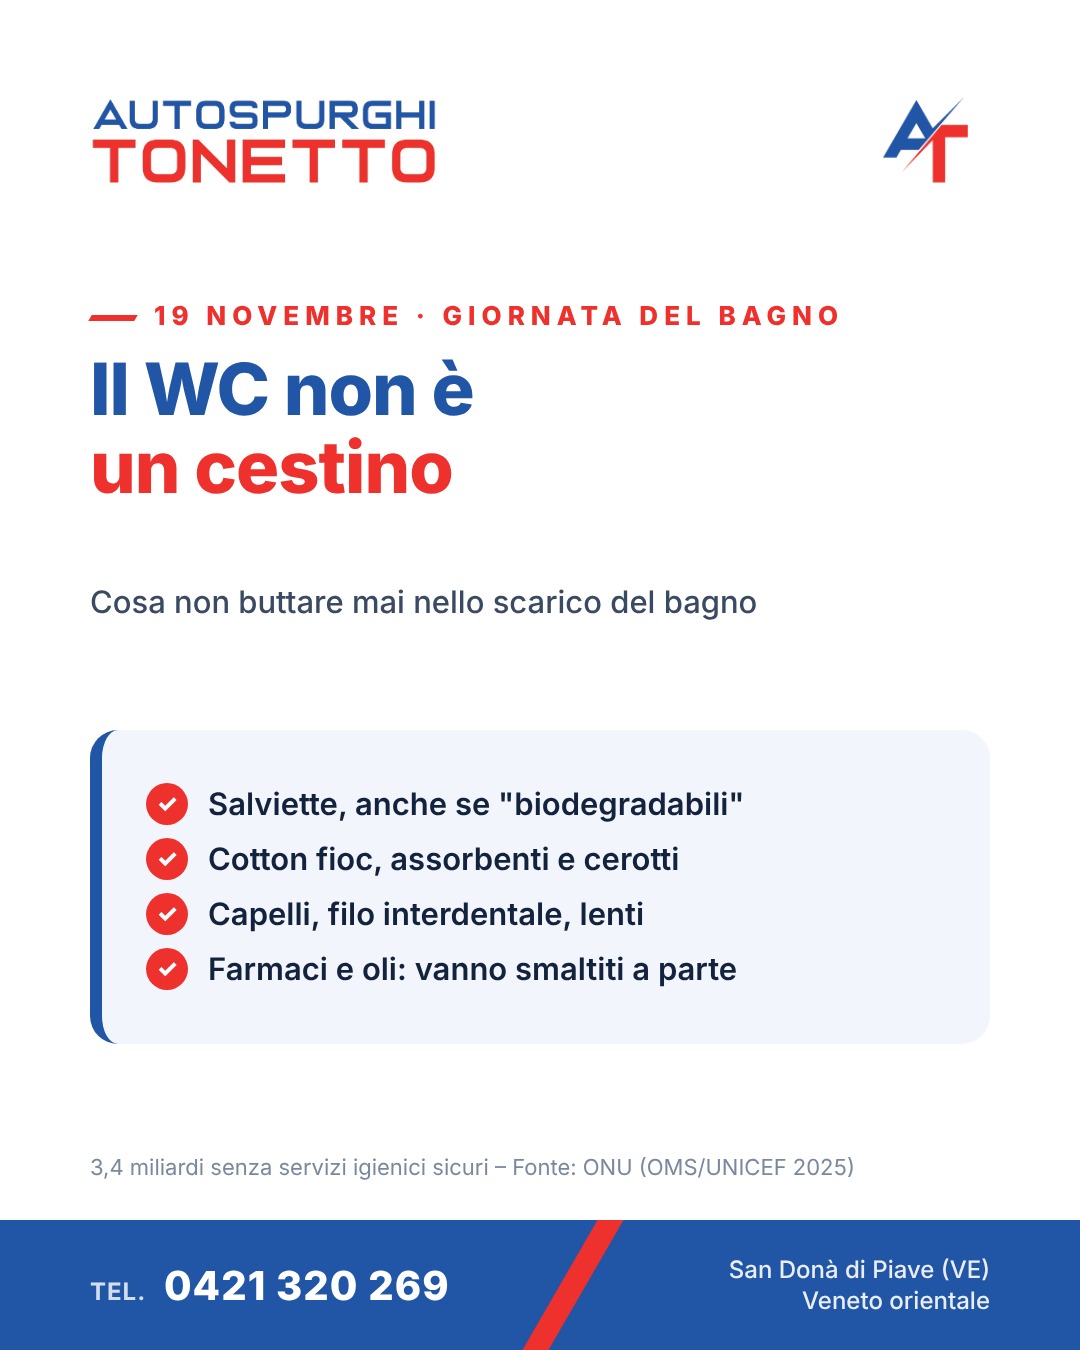 AUTOSPURGHI
TONETTO
AT
19 NOVEMBRE · GIORNATA DEL BAGNO
Il WC non è
un cestino
Cosa non buttare mai nello scarico del bagno
Salviette, anche se "biodegradabili"
Cotton fioc, assorbenti e cerotti
Capelli, filo interdentale, lenti
Farmaci e oli: vanno smaltiti a parte
3,4 miliardi senza servizi igienici sicuri – Fonte: ONU (OMS/UNICEF 2025)
TEL. 0421 320 269
San Donà di Piave (VE)
Veneto orientale